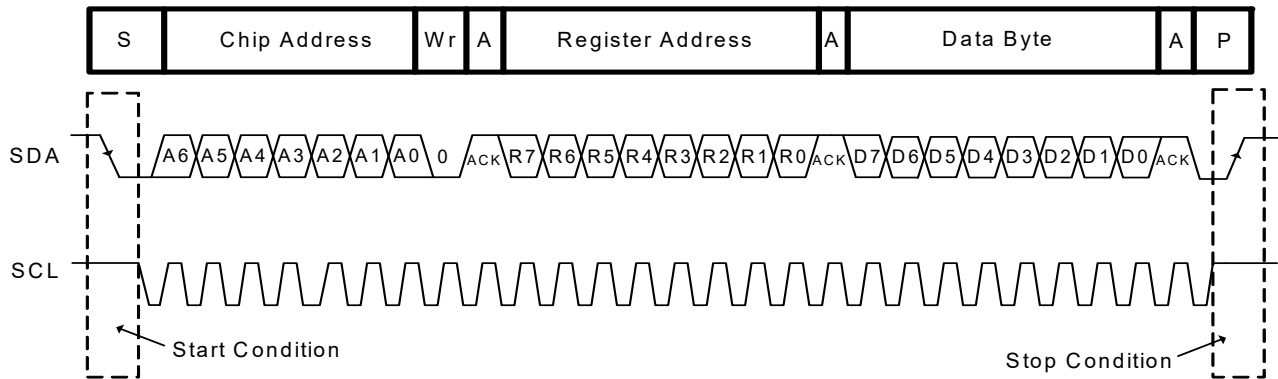 S Chip Address Wr A Register Address A Data Byte A P
SDA A6 A5 A4 A3 A2 A1 A0 0 ACK R7 R6 R5 R4 R3 R2 R1 R0 ACK D7 D6 D5 D4 D3 D2 D1 D0 ACK
SCL
Start Condition
Stop Condition